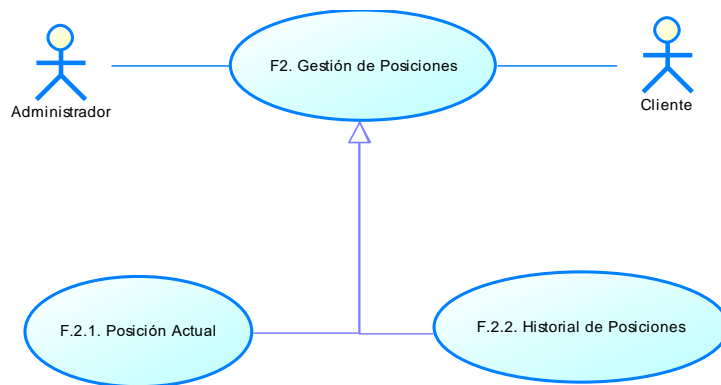 F2. Gestión de Posiciones
Administrador
Cliente
F.2.1. Posición Actual
F.2.2. Historial de Posiciones